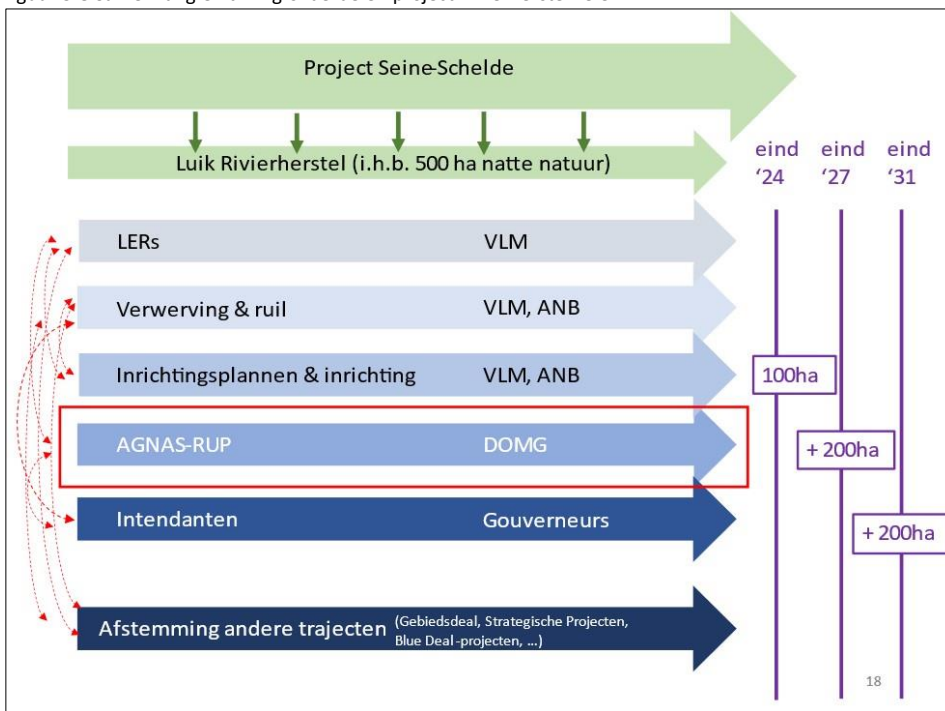 Project Seine-Schelde
Luik Rivierherstel (i.h.b. 500 ha natte natuur)
eind ‘24
eind ‘27
eind ‘31
LERs VLM
Verwerving & ruil VLM, ANB
Inrichtingsplannen & inrichting VLM, ANB
100ha
AGNAS-RUP DOMG
+ 200ha
Intendanten Gouverneurs
+ 200ha
Afstemming andere trajecten (Gebiedsdeal, Strategische Projecten,
Blue Deal-projecten, ...)
18